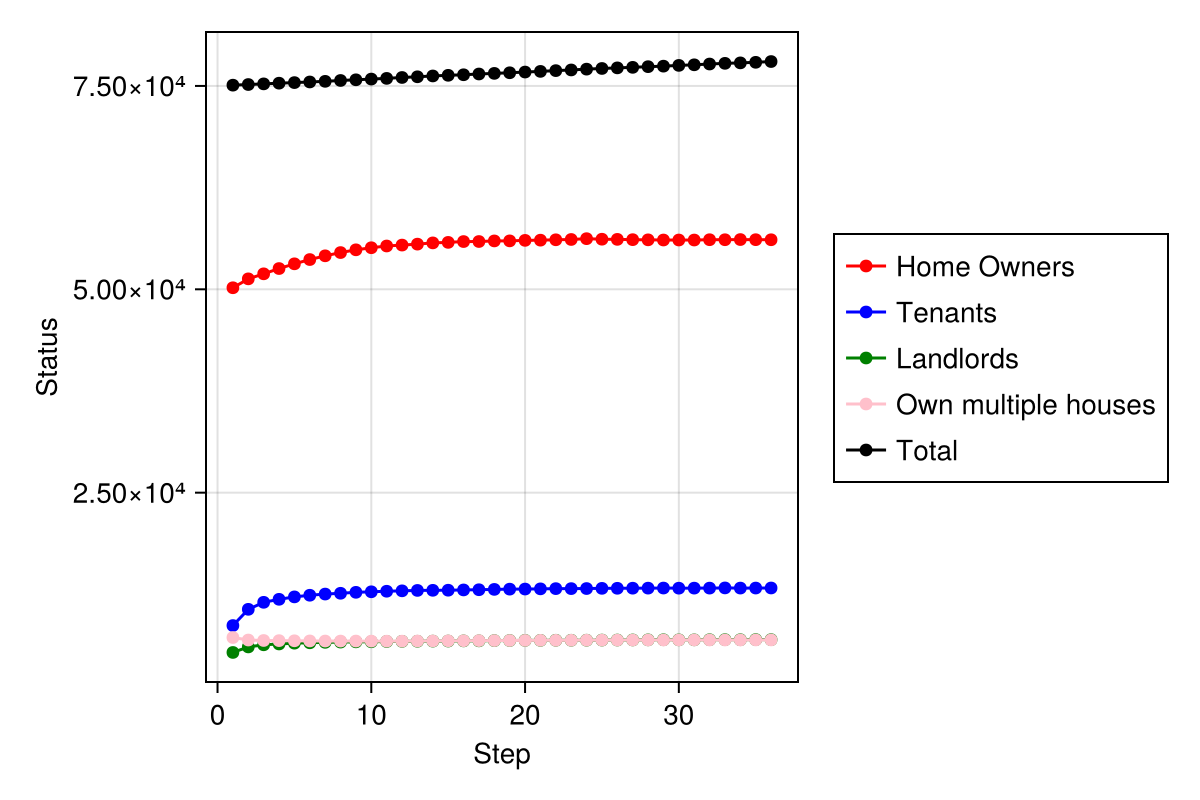 7.50×10⁴
5.00×10⁴
2.50×10⁴
Status
0 10 20 30
Step
Home Owners
Tenants
Landlords
Own multiple houses
Total